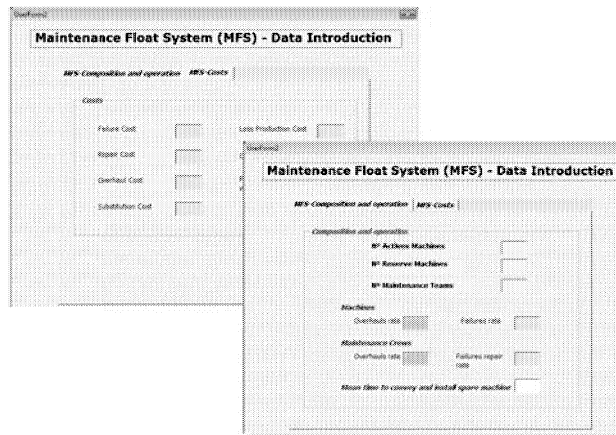 UserForm2
Maintenance Float System (MFS) - Data Introduction
MFS-Composition and operation MFS-Costs
Costs
Failure Cost Loss Production Cost
Repair Cost
Overhaul Cost
Substitution Cost
UserForm2
Maintenance Float System (MFS) - Data Introduction
MFS-Composition and operation MFS-Costs
Composition and operation
Nº Actives Machines
Nº Reserve Machines
Nº Maintenance Teams
Machines
Overhauls rate Failures rate
Maintenance Crews
Overhauls rate Failures repair
rate
Mean time to convey and install spare machine